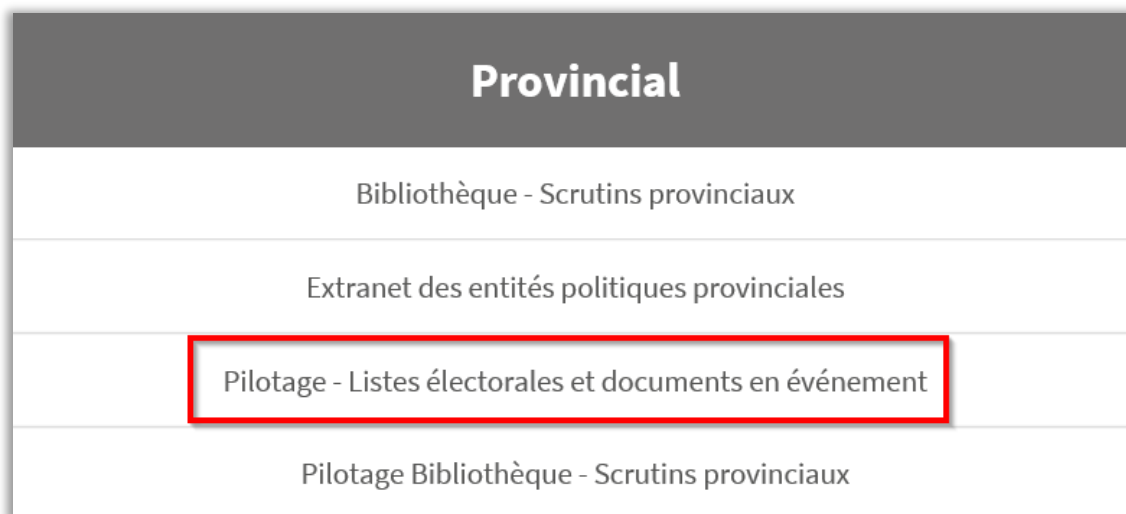 Provincial
Bibliothèque - Scrutins provinciaux
Extranet des entités politiques provinciales
Pilotage - Listes électorales et documents en événement
Pilotage Bibliothèque - Scrutins provinciaux